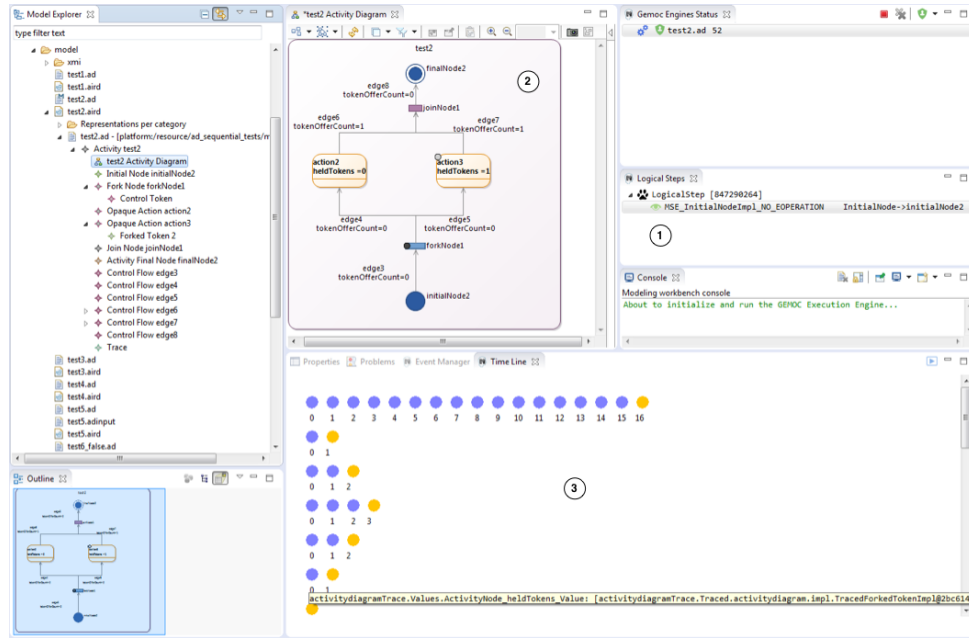 Model Explorer
type filter text
model
xmi
test1.ad
test1.aird
test2.ad
test2.aird
Representations per category
test2.ad - [platform:/resource/ad_sequential_tests/m
Activity test2
test2 Activity Diagram
Initial Node initialNode2
Fork Node forkNode1
Control Token
Opaque Action action2
Opaque Action action3
Forked Token 2
Join Node joinNode1
Activity Final Node finalNode2
Control Flow edge3
Control Flow edge4
Control Flow edge5
Control Flow edge6
Control Flow edge7
Control Flow edge8
Trace
test3.ad
test3.aird
test4.ad
test4.aird
test5.ad
test5.adinput
test5.aird
test6_false.ad
Outline
*test2 Activity Diagram
test2
finalNode2
2
edge8
tokenOfferCount=0
joinNode1
edge6
tokenOfferCount=1
edge7
tokenOfferCount=1
action2
heldTokens =0
action3
heldTokens =1
edge4
tokenOfferCount=0
edge5
tokenOfferCount=0
forkNode1
edge3
tokenOfferCount=0
initialNode2
Gemoc Engines Status
test2.ad 52
Logical Steps
LogicalStep [847290264]
MSE_InitialNodeImpl_NO_EOPERATION InitialNode->initialNode2
1
Console
Modeling workbench console
About to initialize and run the GEMOC Execution Engine...
Properties Problems Event Manager Time Line
0 1 2 3 4 5 6 7 8 9 10 11 12 13 14 15 16
0 1
0 1 2
3
0 1 2 3
0 1 2
0 1
activitydiagramTrace.Values.ActivityNode_heldTokens_Value: [activitydiagramTrace.Traced.activitydiagram.impl.TracedForkedTokenImpl@2bc614